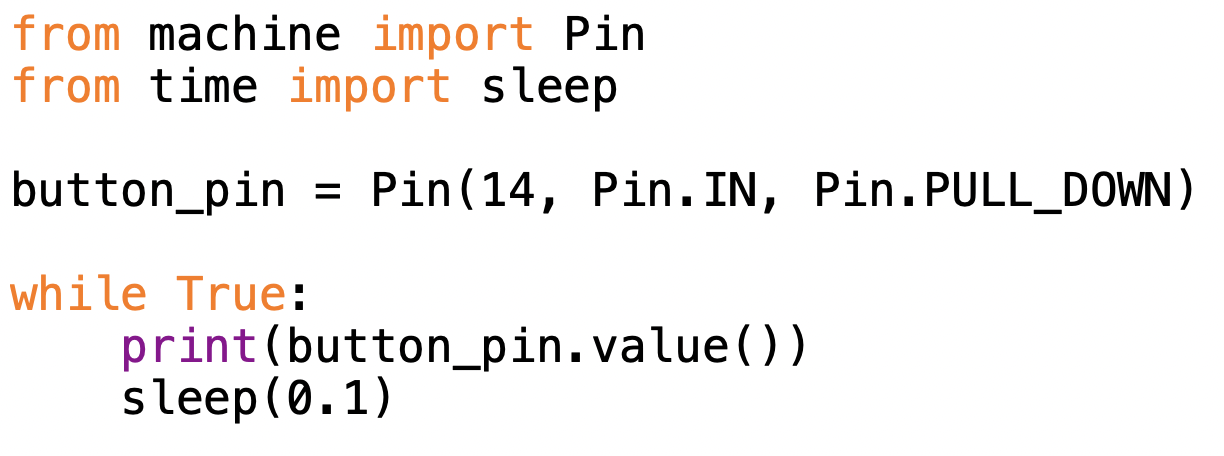 from machine import Pin
from time import sleep
button_pin = Pin(14, Pin.IN, Pin.PULL_DOWN)
while True:
    print(button_pin.value())
    sleep(0.1)